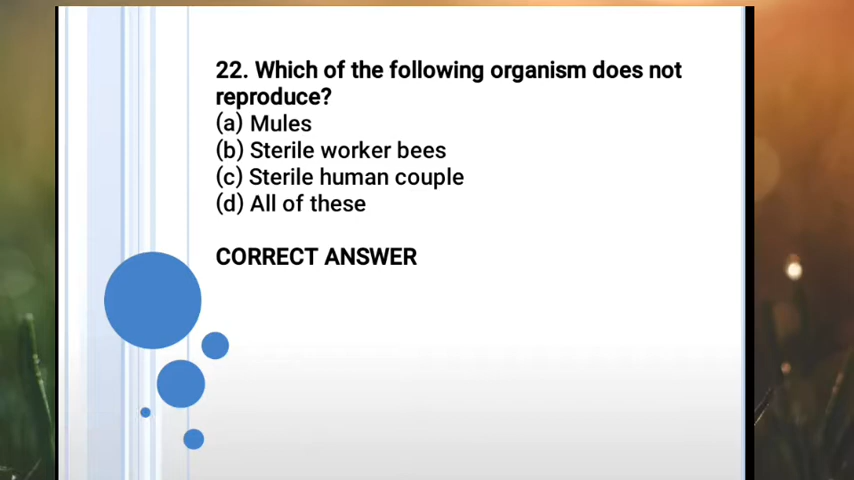 22. Which of the following organism does not
reproduce?
(a) Mules
(b) Sterile worker bees
(c) Sterile human couple
(d) All of these
CORRECT ANSWER